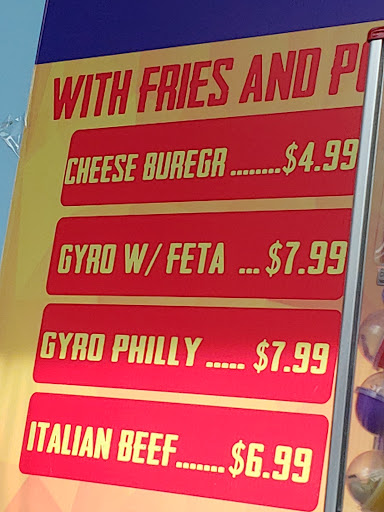 WITH FRIES AND
CHEESE BUREGR ........$4.99
GYRO W/ FETA ... $7.99
GYRO PHILLY ..... $7.99
ITALIAN BEEF.......$6.99